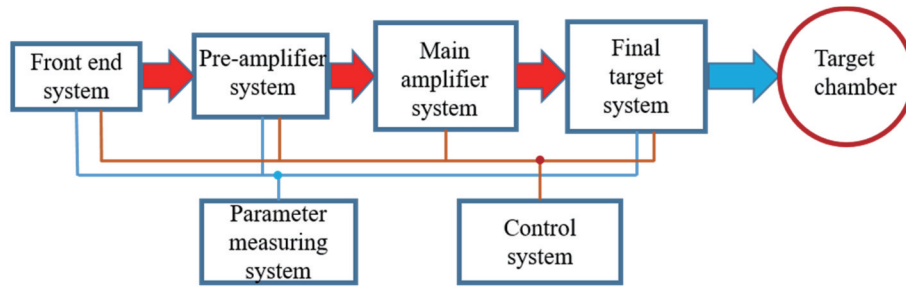 Front end
system
Pre-amplifier
system
Main
amplifier
system
Final
target
system
Target
chamber
Parameter
measuring
system
Control
system